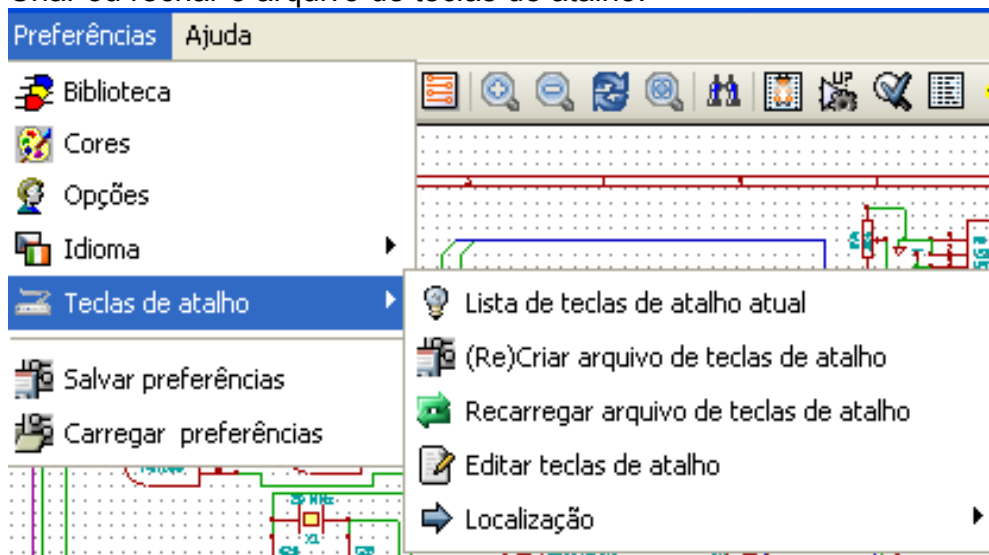 Preferências Ajuda
Biblioteca
Cores
Opções
Idioma
Teclas de atalho
Salvar preferências
Carregar preferências
Lista de teclas de atalho atual
(Re)Criar arquivo de teclas de atalho
Recarregar arquivo de teclas de atalho
Editar teclas de atalho
Localização